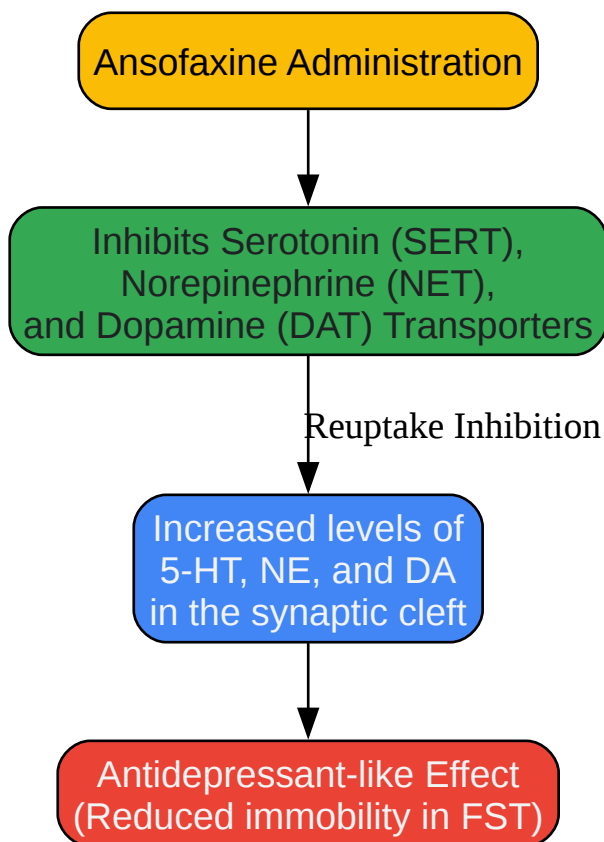 Ansofaxine Administration
Inhibits Serotonin (SERT),
Norepinephrine (NET),
and Dopamine (DAT) Transporters
Reuptake Inhibition
Increased levels of
5-HT, NE, and DA
in the synaptic cleft
Antidepressant-like Effect
(Reduced immobility in FST)